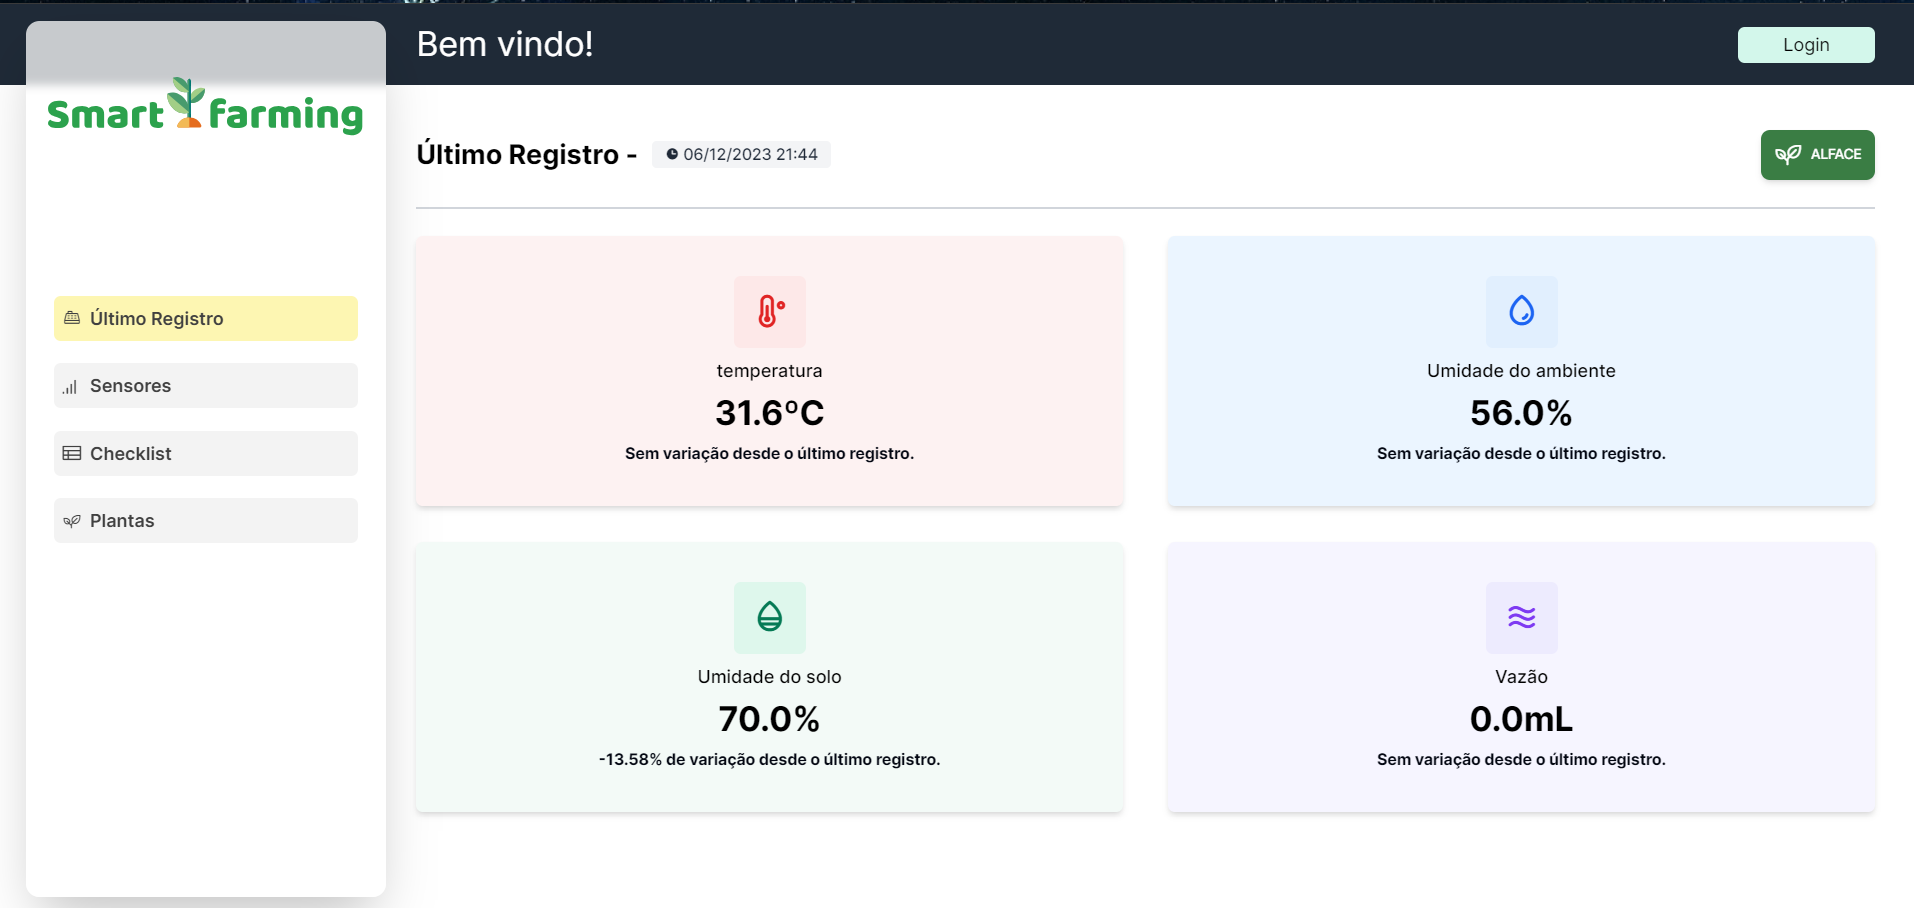 Bem vindo!
Login
Smart farming
Último Registro -
06/12/2023 21:44
ALFACE
Último Registro
Sensores
Checklist
Plantas
temperatura
31.6ºC
Sem variação desde o último registro.
Umidade do ambiente
56.0%
Sem variação desde o último registro.
Umidade do solo
70.0%
-13.58% de variação desde o último registro.
Vazão
0.0mL
Sem variação desde o último registro.